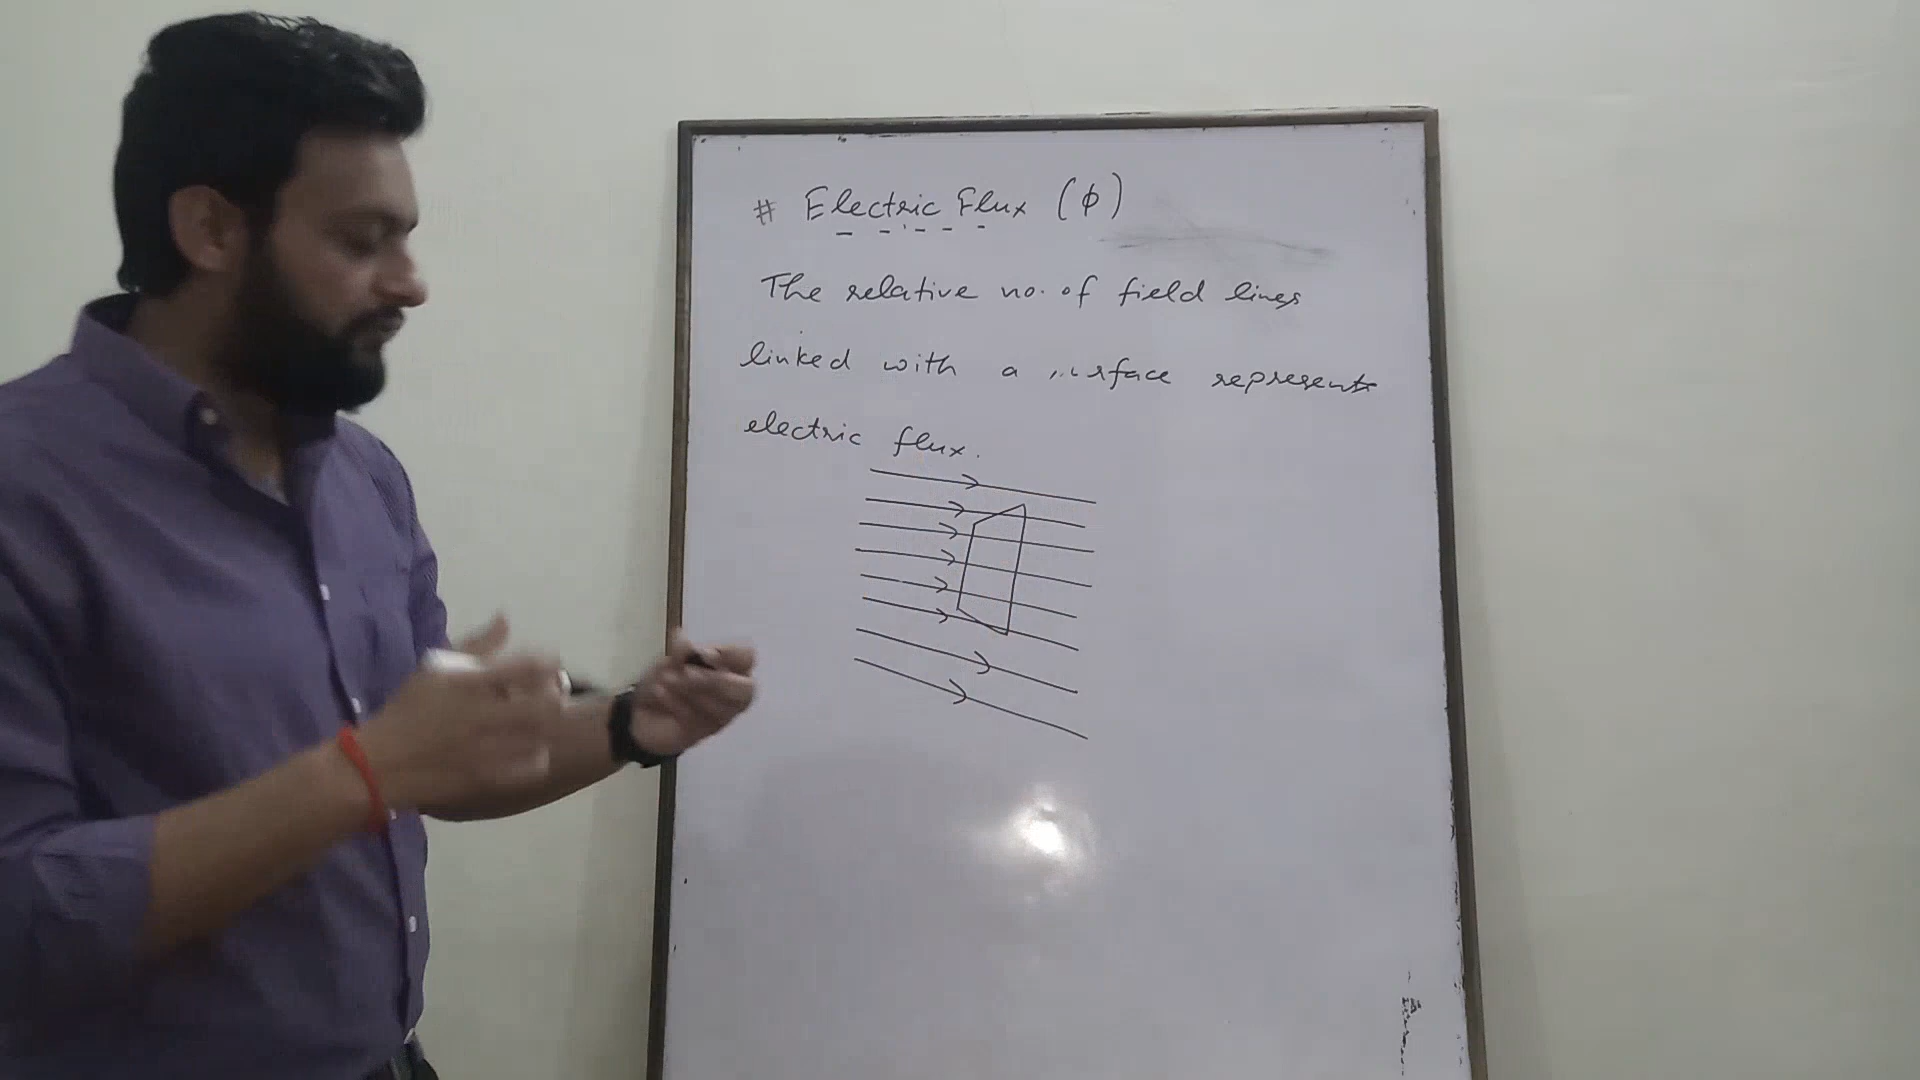 # Electric Flux (ϕ)
The relative no. of field lines
linked with a surface represents
electric flux.